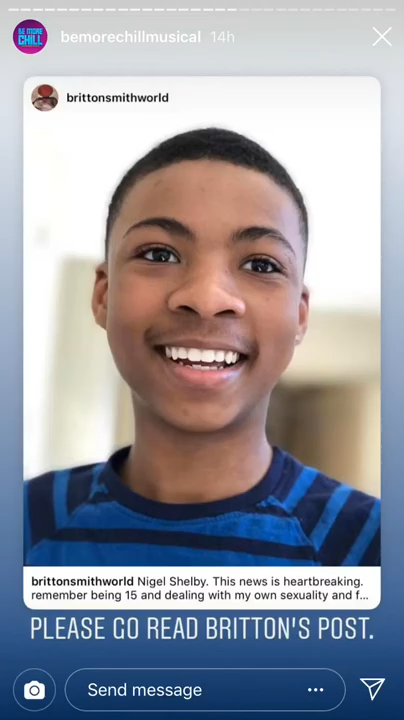 BE MORE
CHILL
bemorechillmusical 14h
brittonsmithworld
brittonsmithworld Nigel Shelby. This news is heartbreaking.
remember being 15 and dealing with my own sexuality and f...
PLEASE GO READ BRITTON'S POST.
Send message